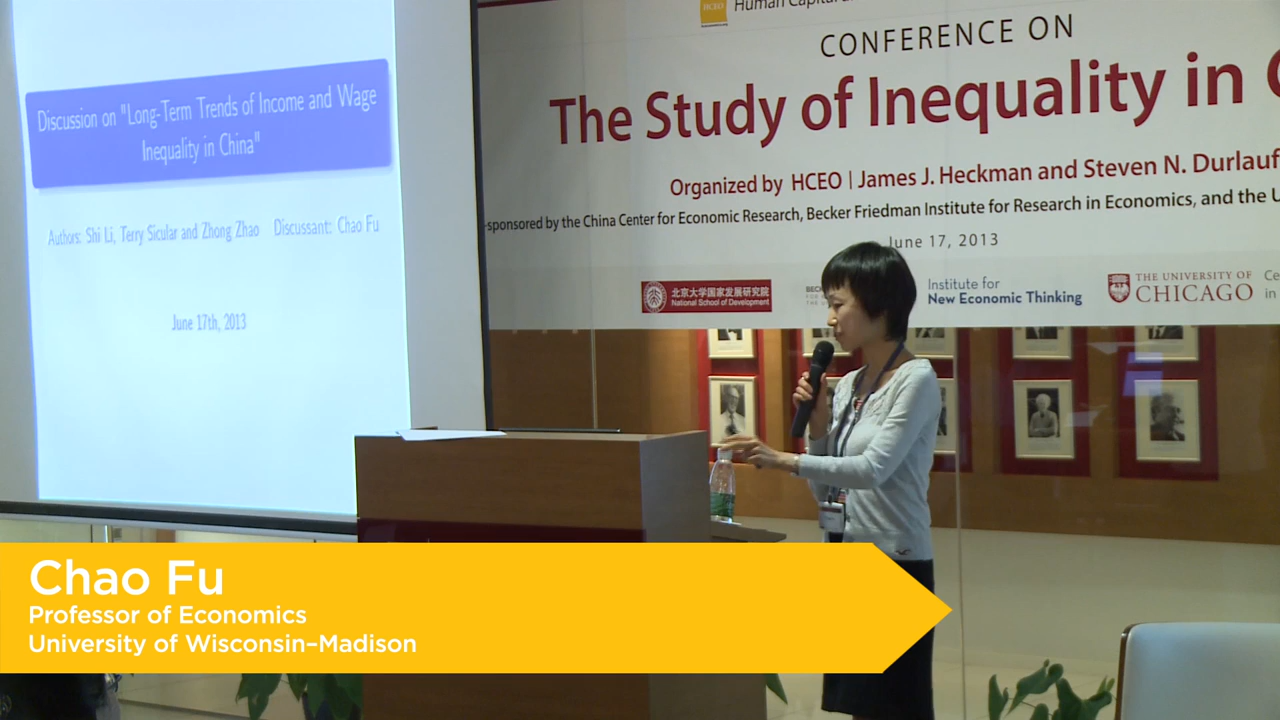 Discussion on "Long-Term Trends of Income and Wage
Inequality in China"
Authors: Shi Li, Terry Sicular and Zhong Zhao Discussant: Chao Fu
June 17th, 2013
HCEO
Human Capital
CONFERENCE ON
The Study of Inequality in
Organized by HCEO | James J. Heckman and Steven N. Durlauf
-sponsored by the China Center for Economic Research, Becker Friedman Institute for Research in Economics, and the U
June 17, 2013
北京大学国家发展研究院
National School of Development
BECK
Institute for
New Economic Thinking
THE UNIVERSITY OF
CHICAGO
Ce
in
Chao Fu
Professor of Economics
University of Wisconsin–Madison